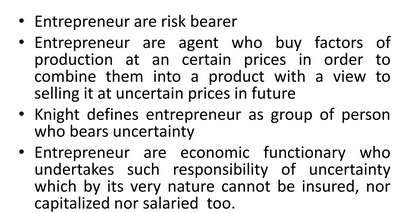 • Entrepreneur are risk bearer
• Entrepreneur are agent who buy factors of
production at an certain prices in order to
combine them into a product with a view to
selling it at uncertain prices in future
• Knight defines entrepreneur as group of person
who bears uncertainty
• Entrepreneur are economic functionary who
undertakes such responsibility of uncertainty
which by its very nature cannot be insured, nor
capitalized nor salaried too.